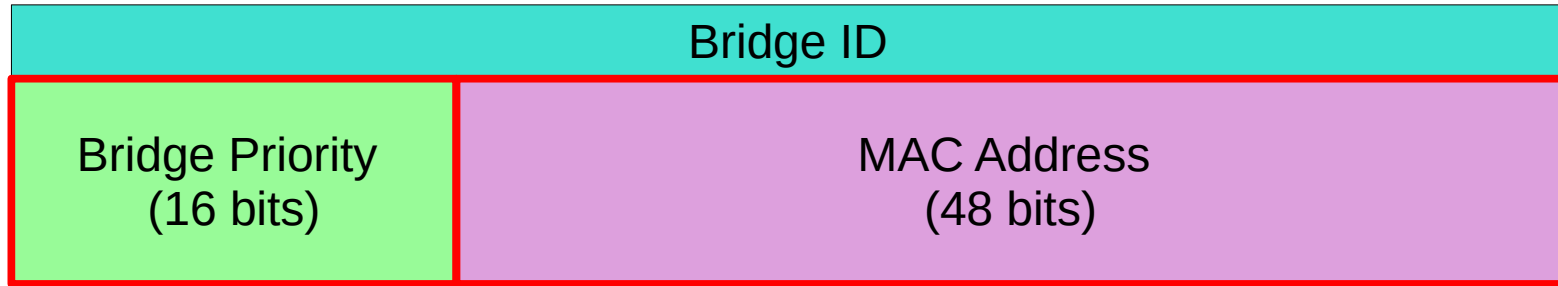 Bridge ID
Bridge Priority
(16 bits)
MAC Address
(48 bits)